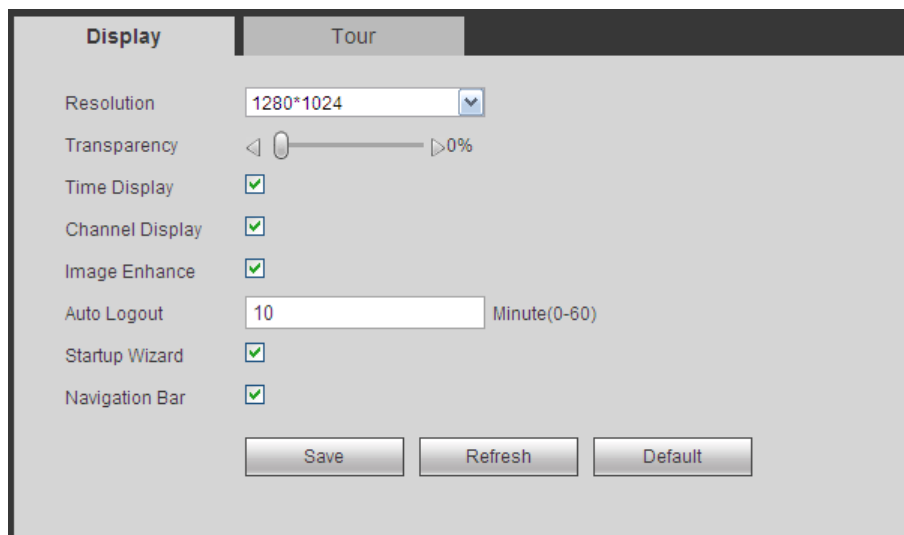 Display Tour
Resolution 1280*1024
Transparency 0%
Time Display
Channel Display
Image Enhance
Auto Logout 10 Minute(0-60)
Startup Wizard
Navigation Bar
Save Refresh Default